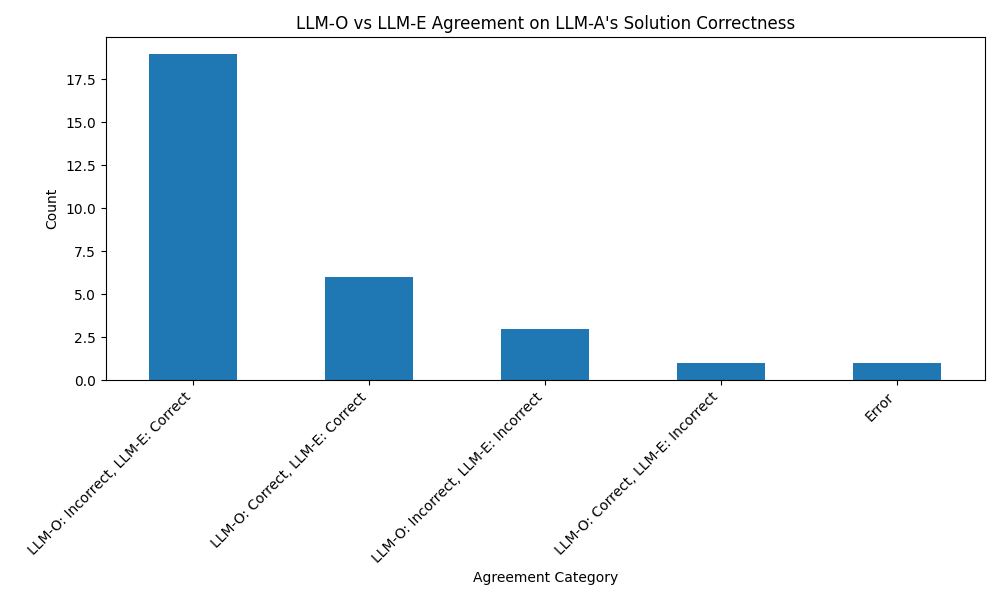 LLM-O vs LLM-E Agreement on LLM-A's Solution Correctness
17.5
15.0
12.5
10.0
7.5
5.0
2.5
0.0
Count
LLM-O: Incorrect, LLM-E: Correct
LLM-O: Correct, LLM-E: Correct
LLM-O: Incorrect, LLM-E: Incorrect
LLM-O: Correct, LLM-E: Incorrect
Error
Agreement Category